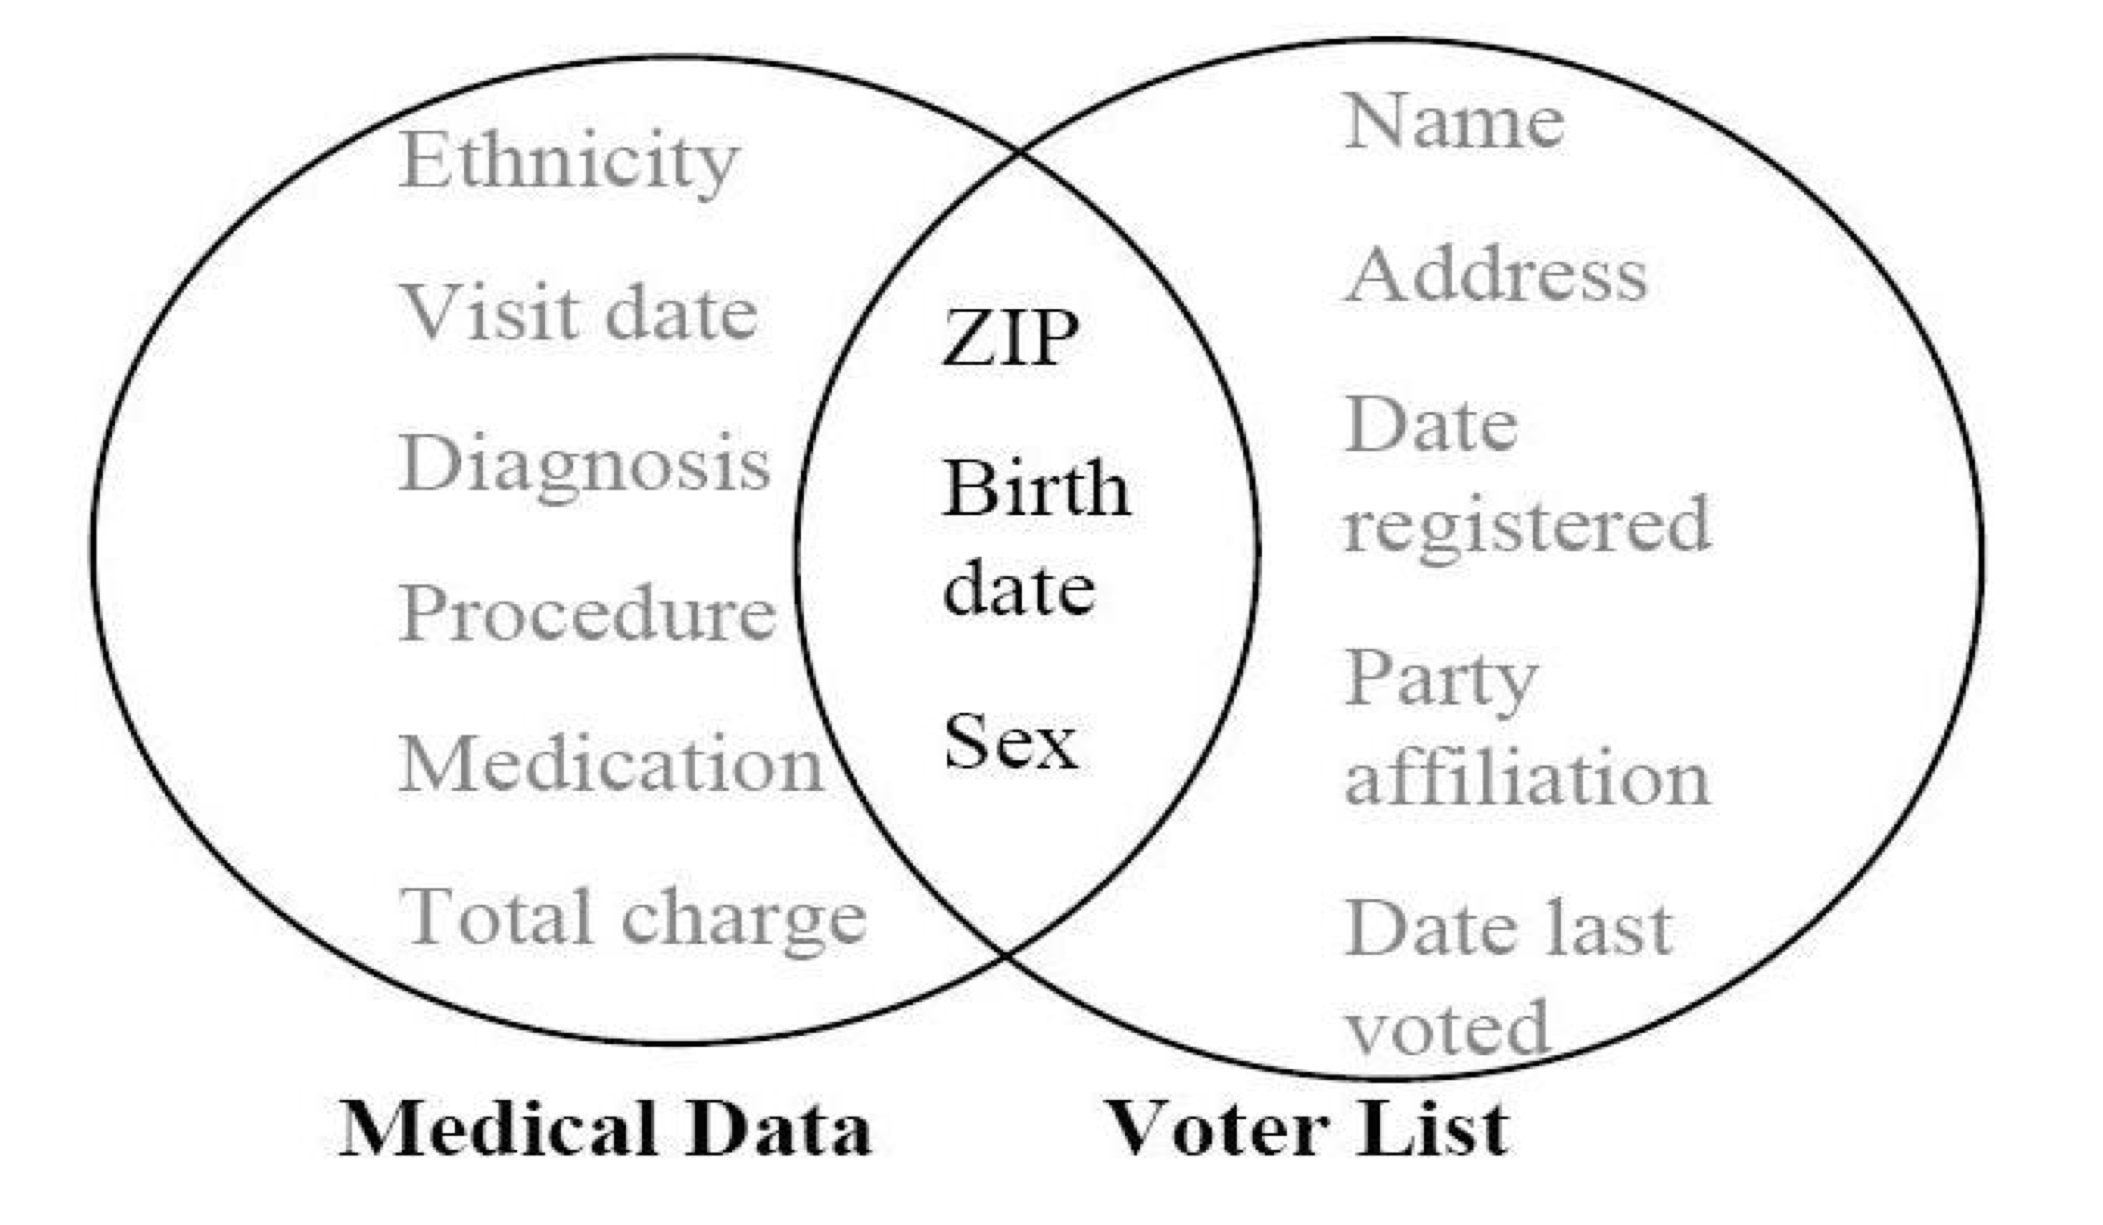 Ethnicity
Visit date
Diagnosis
Procedure
Medication
Total charge
ZIP
Birth
date
Sex
Name
Address
Date
registered
Party
affiliation
Date last
voted
Medical Data
Voter List